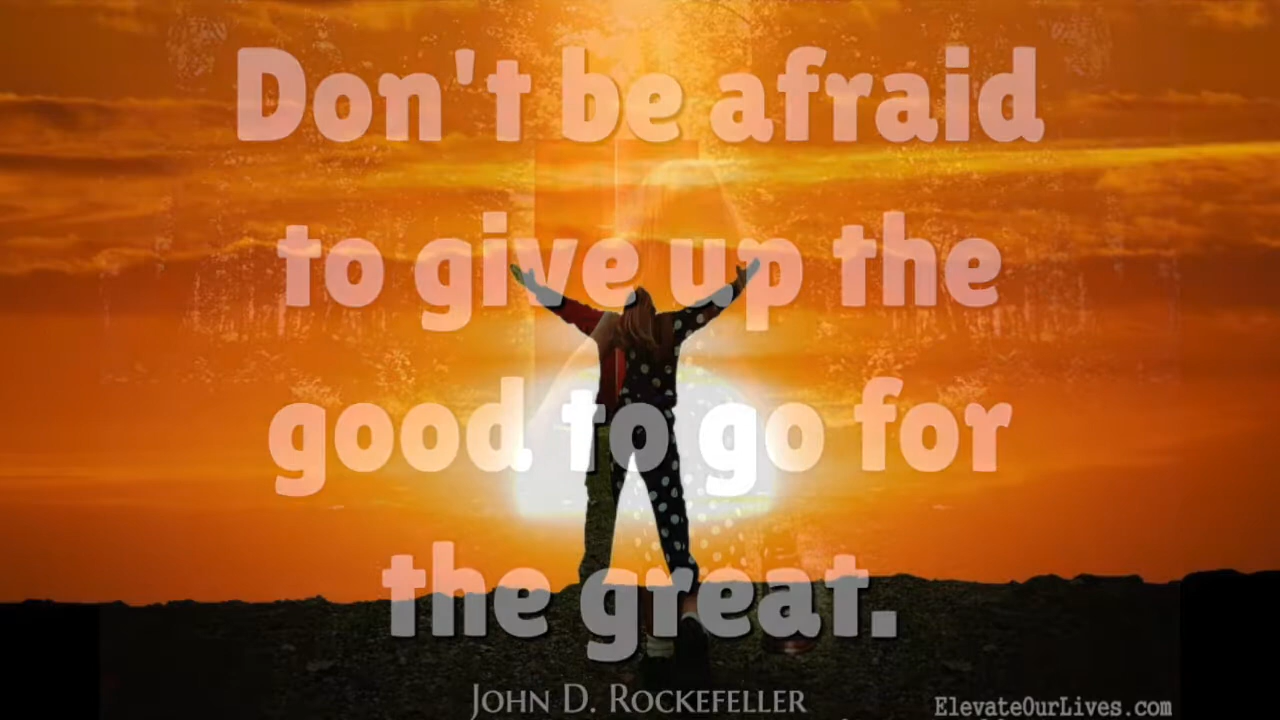 Don't be afraid
to give up the
good to go for
the great.
John D. Rockefeller
ElevateOurLives.com